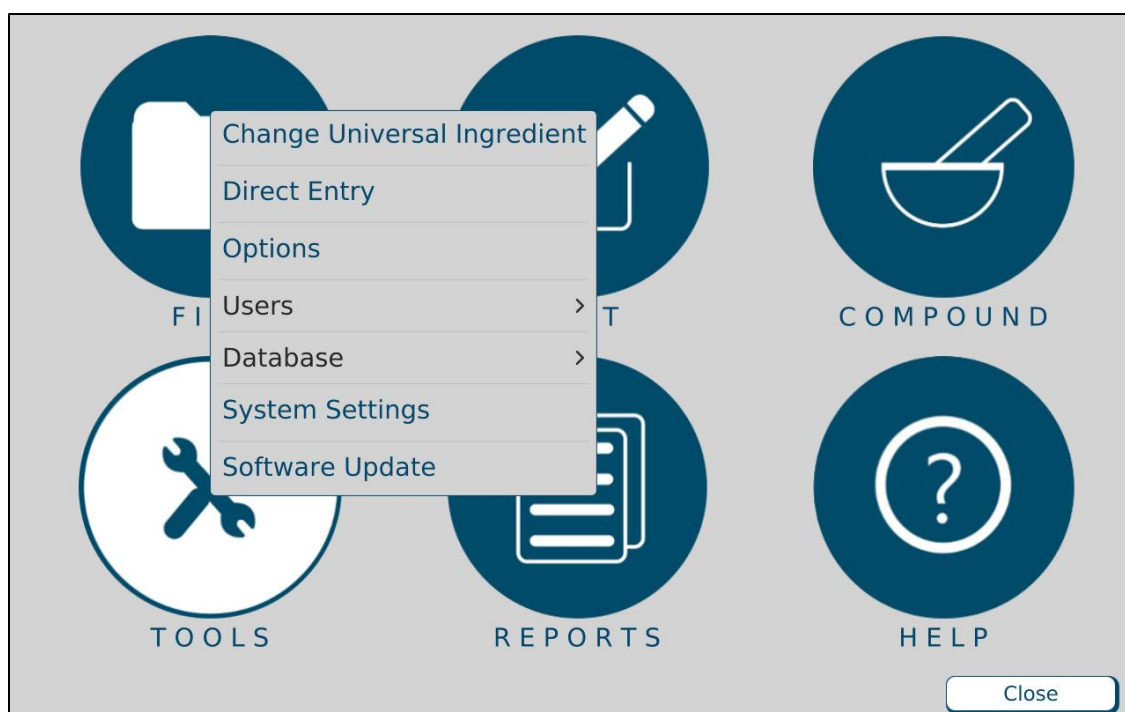 Change Universal Ingredient
Direct Entry
Options
Users
Database
System Settings
Software Update
COMPOUND
TOOLS
REPORTS
HELP
?
Close